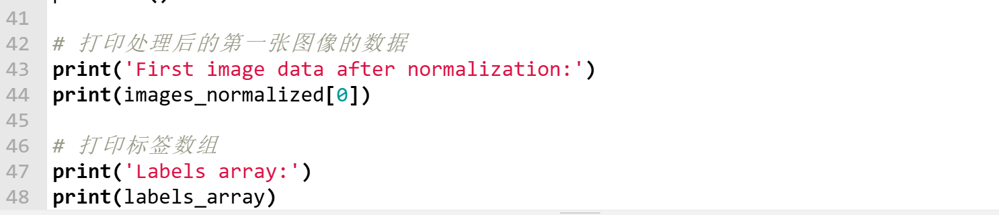 41
42 # 打印处理后的第一张图像的数据
43 print('First image data after normalization:')
44 print(images_normalized[0])
45
46 # 打印标签数组
47 print('Labels array:')
48 print(labels_array)